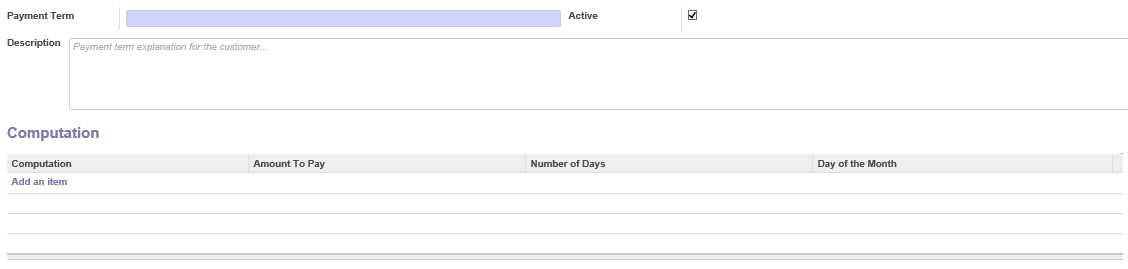 Payment Term Active
Description Payment term explanation for the customer...
Computation
Computation Amount To Pay Number of Days Day of the Month
Add an item